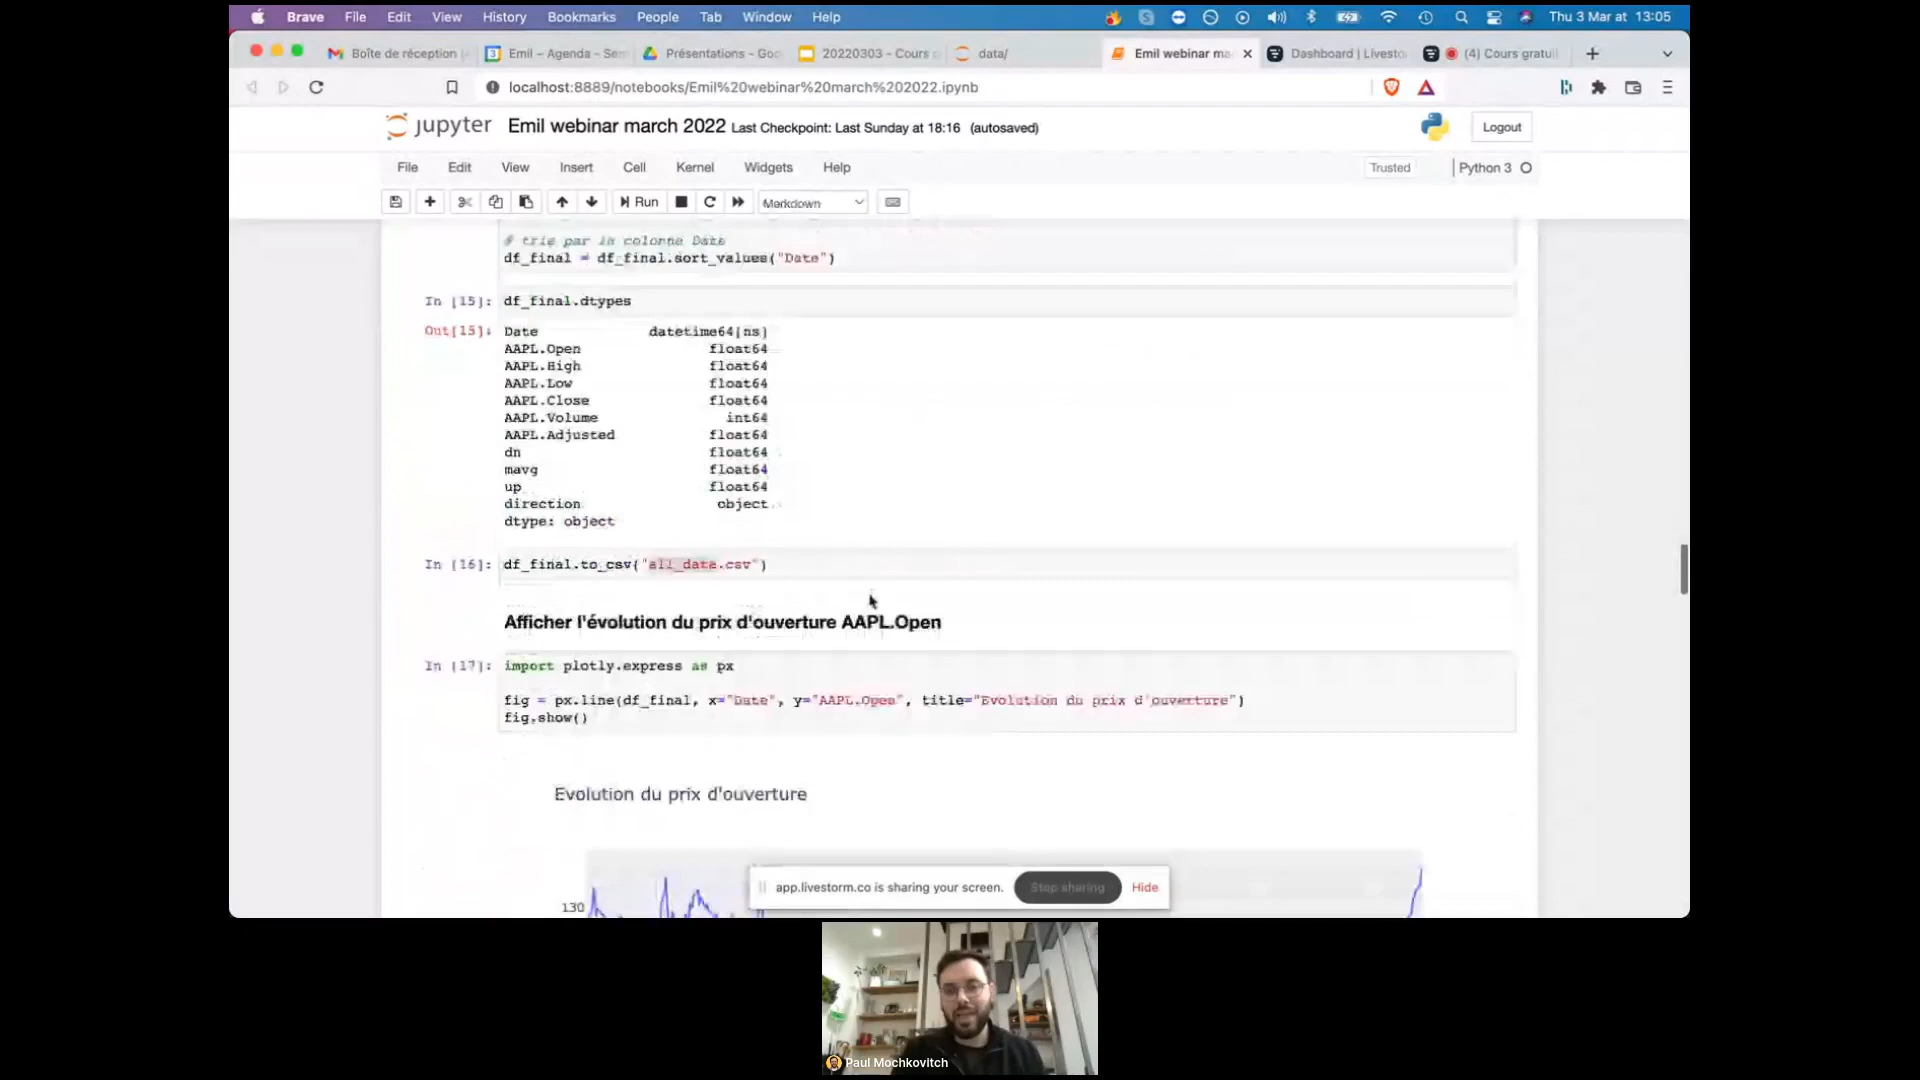 Brave File Edit View History Bookmarks People Tab Window Help Thu 3 Mar at 13:05
Boîte de réception Emil – Agenda – Sem Présentations – Goo 20220303 – Cours data/ Emil webinar ma Dashboard | Livesto (4) Cours gratui
localhost:8889/notebooks/Emil%20webinar%20march%202022.ipynb
jupyter Emil webinar march 2022 Last Checkpoint: Last Sunday at 18:16 (autosaved) Logout
File Edit View Insert Cell Kernel Widgets Help Trusted Python 3
Run Markdown
# trie par la colonne Date
df_final = df_final.sort_values("Date")
In [15]: df_final.dtypes
Out[15]: Date datetime64[ns]
AAPL.Open float64
AAPL.High float64
AAPL.Low float64
AAPL.Close float64
AAPL.Volume int64
AAPL.Adjusted float64
dn float64
mavg float64
up float64
direction object
dtype: object
In [16]: df_final.to_csv("all_data.csv")
Afficher l'évolution du prix d'ouverture AAPL.Open
In [17]: import plotly.express as px
fig = px.line(df_final, x="Date", y="AAPL.Open", title="Evolution du prix d'ouverture")
fig.show()
Evolution du prix d'ouverture
130
app.livestorm.co is sharing your screen. Stop sharing Hide
Paul Mochkovitch